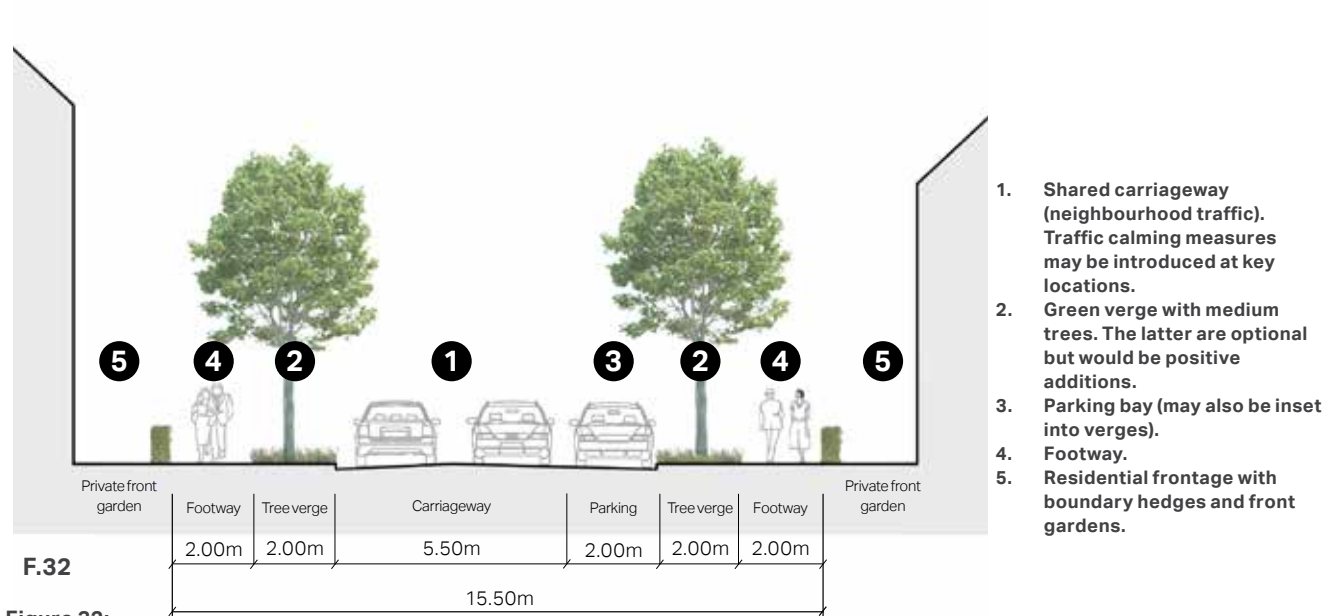 5
4
2
1
3
2
4
5
Private front
garden
Footway
Tree verge
Carriageway
Parking
Tree verge
Footway
Private front
garden
2.00m
2.00m
5.50m
2.00m
2.00m
2.00m
15.50m
F.32
Figure 32:
1. Shared carriageway
(neighbourhood traffic).
Traffic calming measures
may be introduced at key
locations.
2. Green verge with medium
trees. The latter are optional
but would be positive
additions.
3. Parking bay (may also be inset
into verges).
4. Footway.
5. Residential frontage with
boundary hedges and front
gardens.